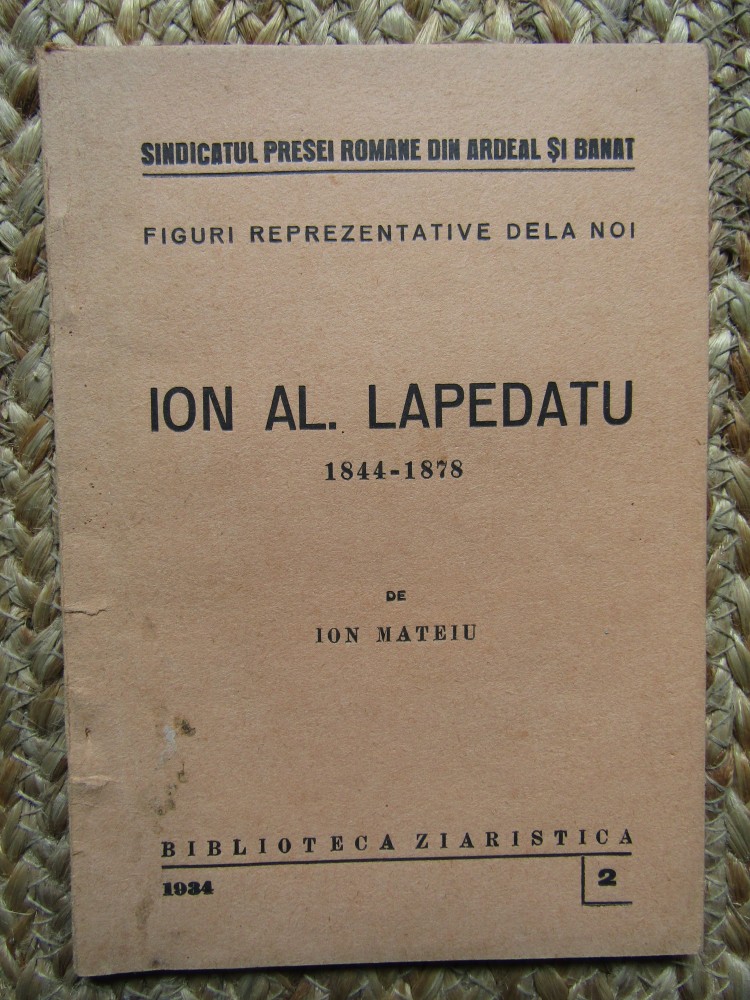 SINDICATUL PRESEI ROMANE DIN ARDEAL ȘI BANAT
FIGURI REPREZENTATIVE DELA NOI
ION AL. LAPEDATU
1844-1878
DE
ION MATEIU
BIBLIOTECA ZIARISTICA
1934
2